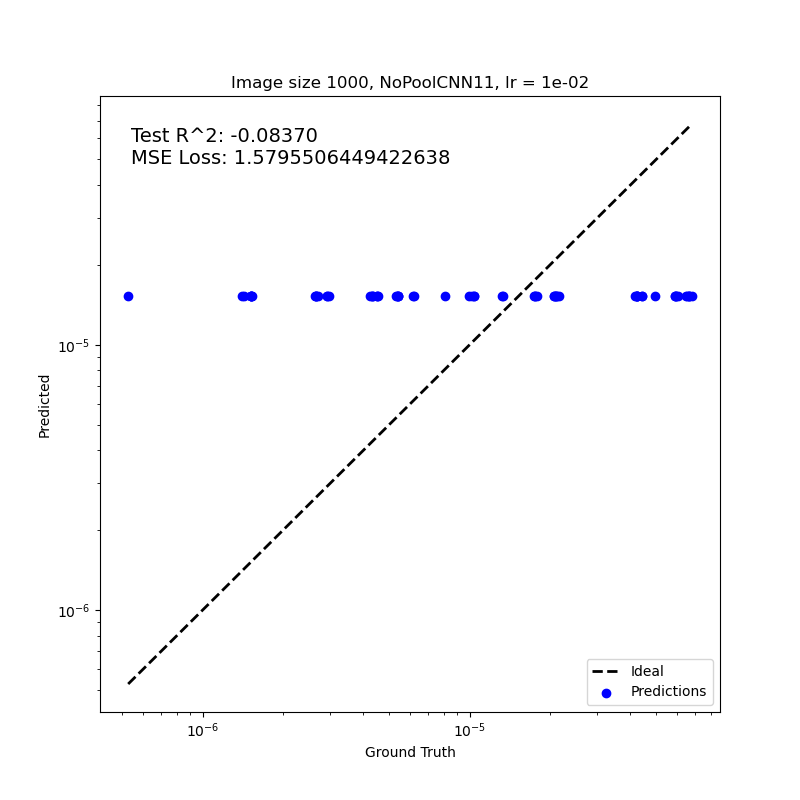 Image size 1000, NoPoolCNN11, lr = 1e-02
Test R^2: -0.08370
MSE Loss: 1.5795506449422638
10⁻⁵
Predicted
10⁻⁶
Ideal
Predictions
10⁻⁶
10⁻⁵
Ground Truth